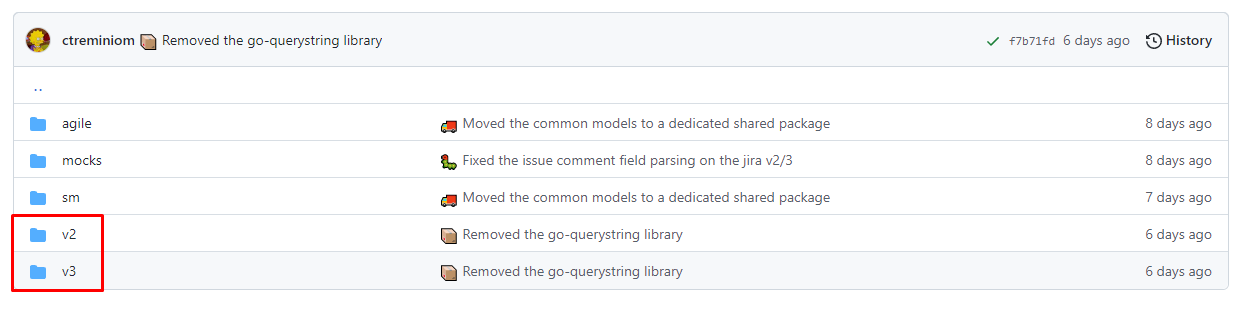 ctreminiom Removed the go-querystring library f7b71fd 6 days ago History
..
agile Moved the common models to a dedicated shared package 8 days ago
mocks Fixed the issue comment field parsing on the jira v2/3 8 days ago
sm Moved the common models to a dedicated shared package 7 days ago
v2 Removed the go-querystring library 6 days ago
v3 Removed the go-querystring library 6 days ago